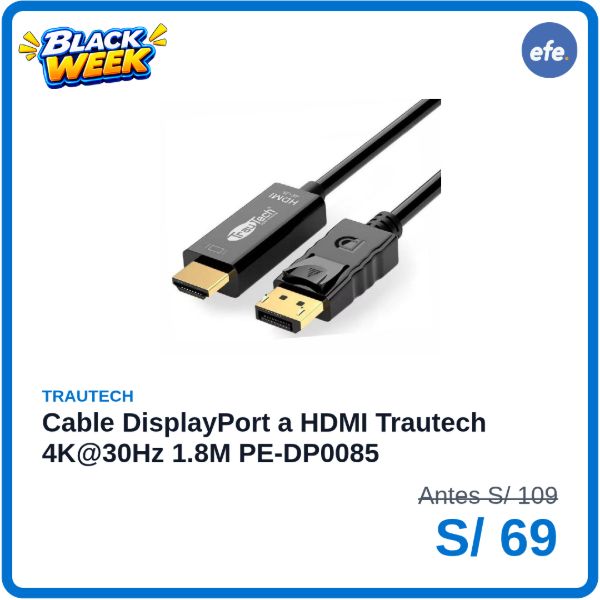 BLACK
WEEK
efe.
HDMI
TrauTech
TRAUTECH
Cable DisplayPort a HDMI Trautech
4K@30Hz 1.8M PE-DP0085
Antes S/ 109
S/ 69